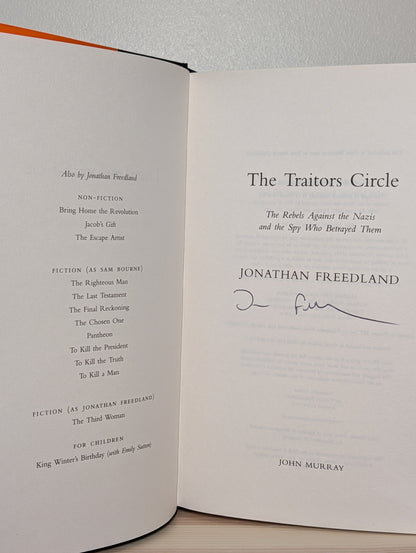 Also by Jonathan Freedland
NON-FICTION
Bring Home the Revolution
Jacob's Gift
The Escape Artist
FICTION (AS SAM BOURNE)
The Righteous Man
The Last Testament
The Final Reckoning
The Chosen One
Pantheon
To Kill the President
To Kill the Truth
To Kill a Man
FICTION (AS JONATHAN FREEDLAND)
The Third Woman
FOR CHILDREN
King Winter's Birthday (with Emily Sutton)
The Traitors Circle
The Rebels Against the Nazis
and the Spy Who Betrayed Them
JONATHAN FREEDLAND
JOHN MURRAY